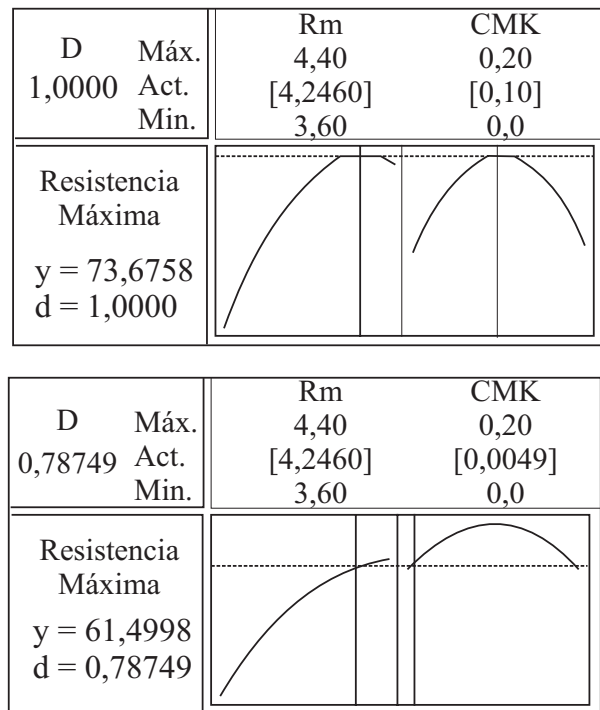 Rm CMK
D Máx. 4,40 0,20
1,0000 Act. [4,2460] [0,10]
Min. 3,60 0,0
Resistencia
Máxima
y = 73,6758
d = 1,0000
Rm CMK
D Máx. 4,40 0,20
0,78749 Act. [4,2460] [0,0049]
Min. 3,60 0,0
Resistencia
Máxima
y = 61,4998
d = 0,78749